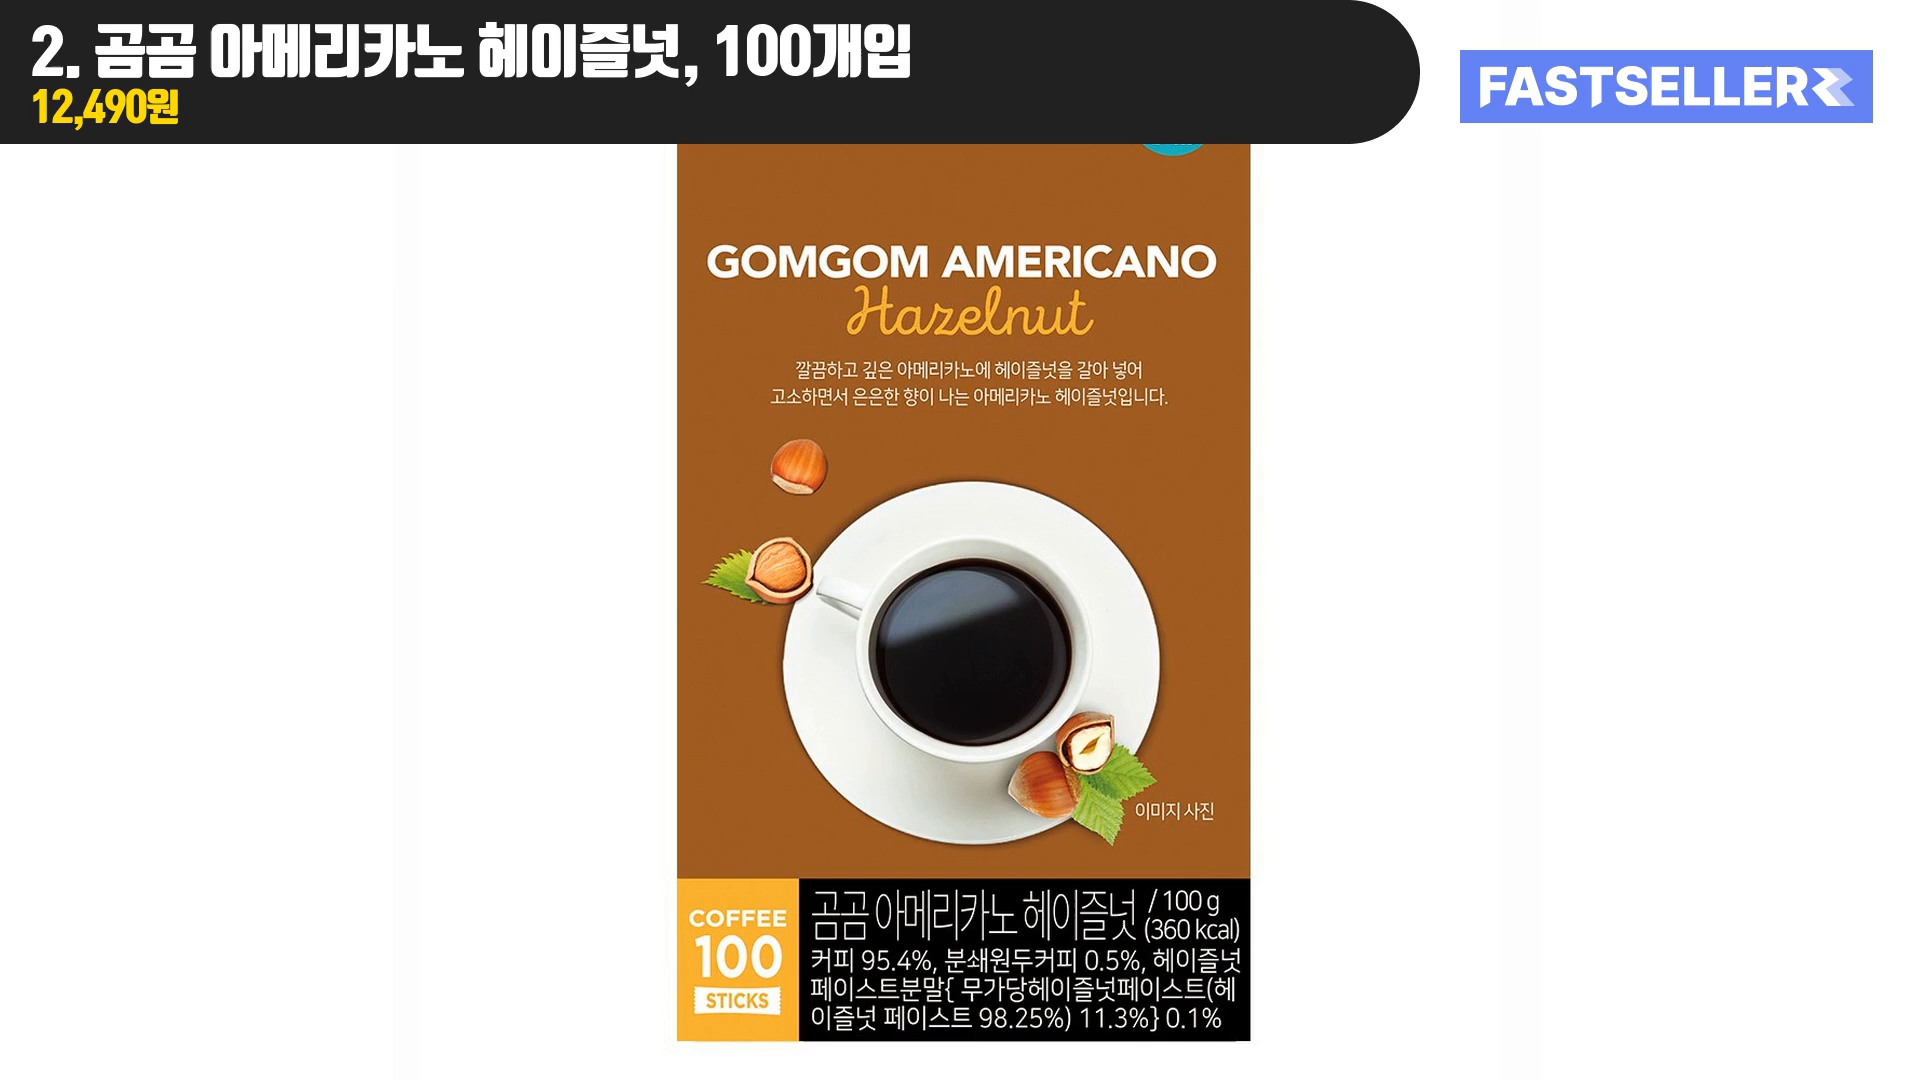 2. 곰곰 아메리카노 헤이즐넛, 100개입
12,490원
FASTSELLER
GOMGOM AMERICANO
Hazelnut
깔끔하고 깊은 아메리카노에 헤이즐넛을 갈아 넣어
고소하면서 은은한 향이 나는 아메리카노 헤이즐넛입니다.
이미지 사진
COFFEE
100
STICKS
곰곰 아메리카노 헤이즐넛 / 100 g
(360 kcal)
커피 95.4%, 분쇄원두커피 0.5%, 헤이즐넛
페이스트분말{ 무가당헤이즐넛페이스트(헤
이즐넛 페이스트 98.25%) 11.3%} 0.1%